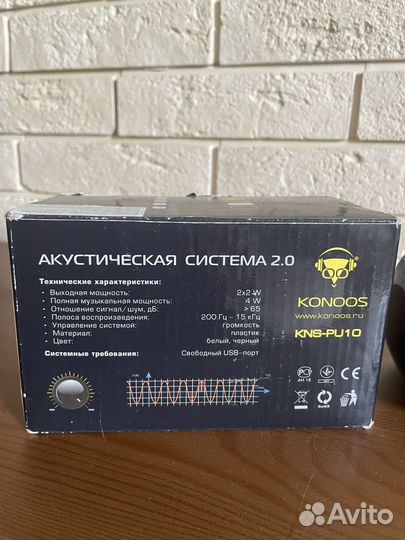 АКУСТИЧЕСКАЯ СИСТЕМА 2.0
Технические характеристики:
• Выходная мощность: 2x2 W
• Полная музыкальная мощность: 4 W
• Отношение сигнал/шум, дБ: > 65
• Полоса воспроизведения: 200 Гц – 15 кГц
• Управление системой: громкость
• Материал: пластик
• Цвет: белый, черный
Системные требования: Свободный USB-порт
KONOOS
www.konoos.ru
KNS-PU10
АН 18
Avito